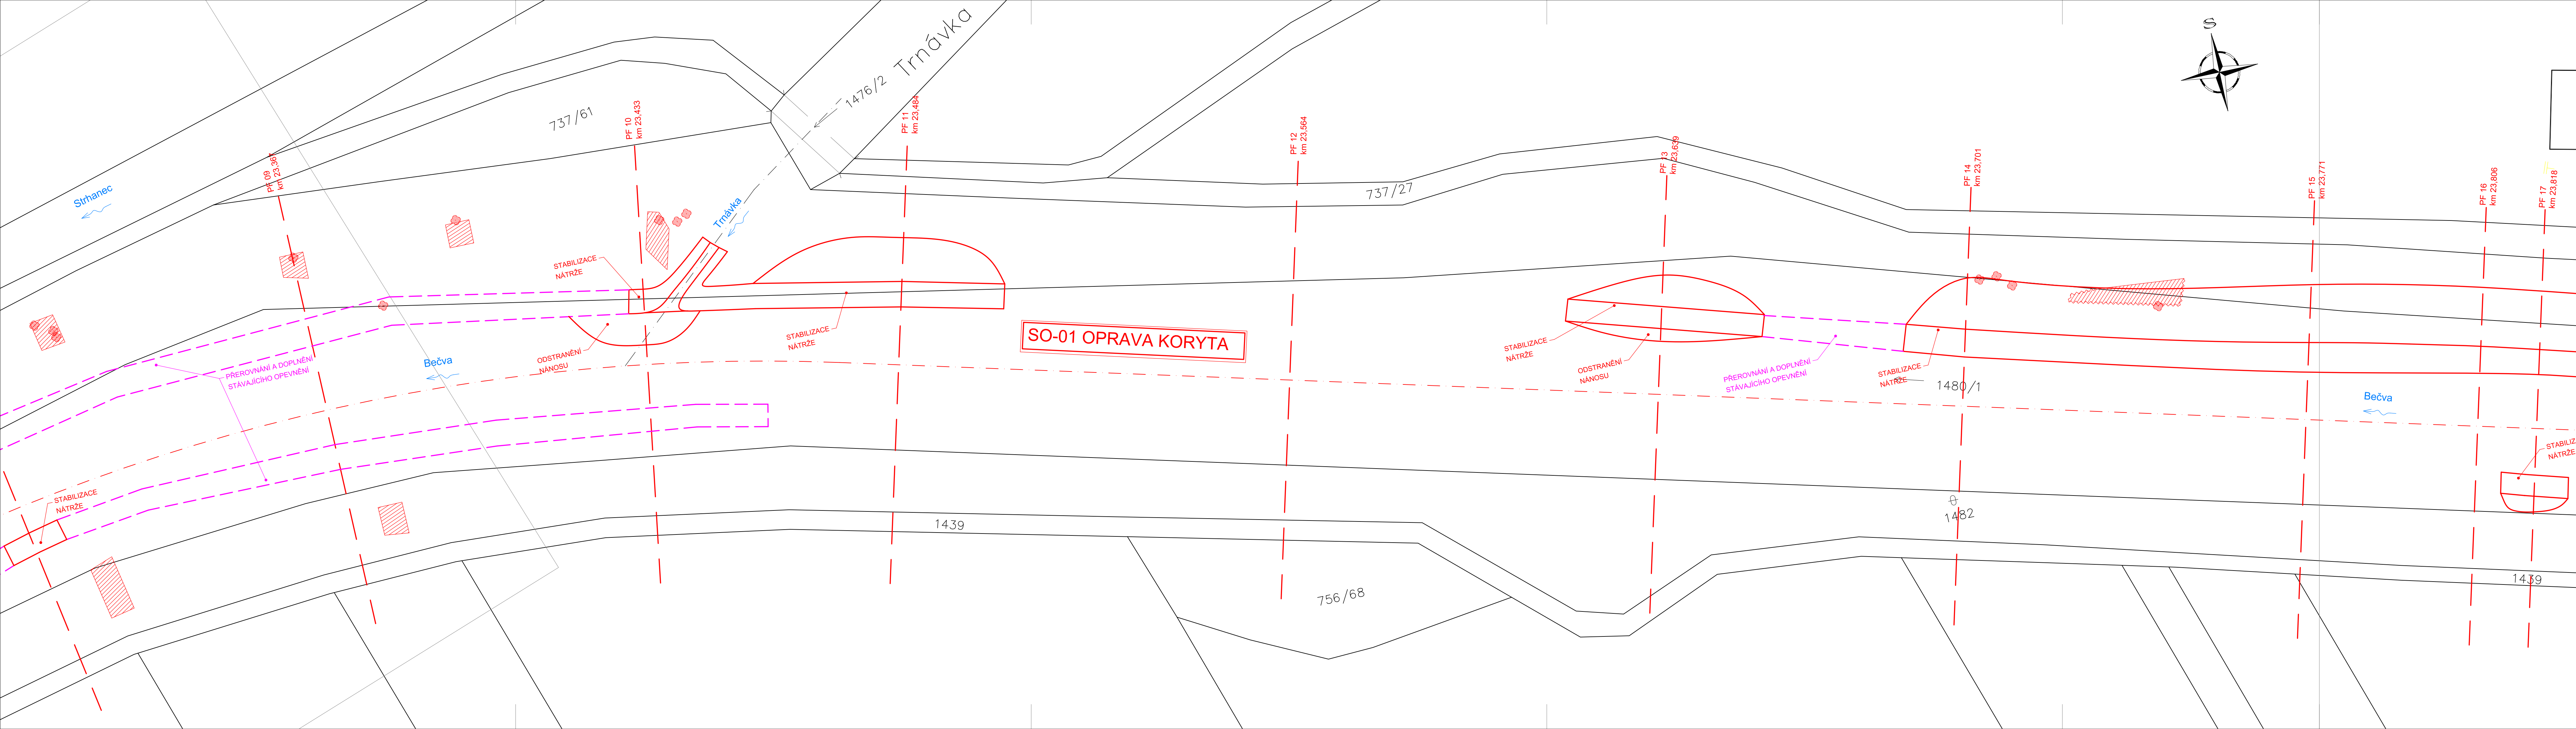 S
1476/2 Trnávka
737/61
PF 10
km 23,433
PF 11
km 23,484
PF 12
km 23,564
PF 13
km 23,639
PF 09
km 23,367
PF 14
km 23,701
PF 15
km 23,771
PF 16
km 23,806
PF 17
km 23,818
Strhanec
Trnávka
737/27
STABILIZACE
NÁTRŽE
STABILIZACE
NÁTRŽE
SO-01 OPRAVA KORYTA
ODSTRANĚNÍ
NÁNOSU
Bečva
PŘEROVNÁNÍ A DOPLNĚNÍ
STÁVAJÍCÍHO OPEVNĚNÍ
STABILIZACE
NÁTRŽE
ODSTRANĚNÍ
NÁNOSU
PŘEROVNÁNÍ A DOPLNĚNÍ
STÁVAJÍCÍHO OPEVNĚNÍ
STABILIZACE
NÁTRŽE
1480/1
Bečva
NÁTRŽE
STABILIZACE
NÁTRŽE
1482
1439
1439
756/68